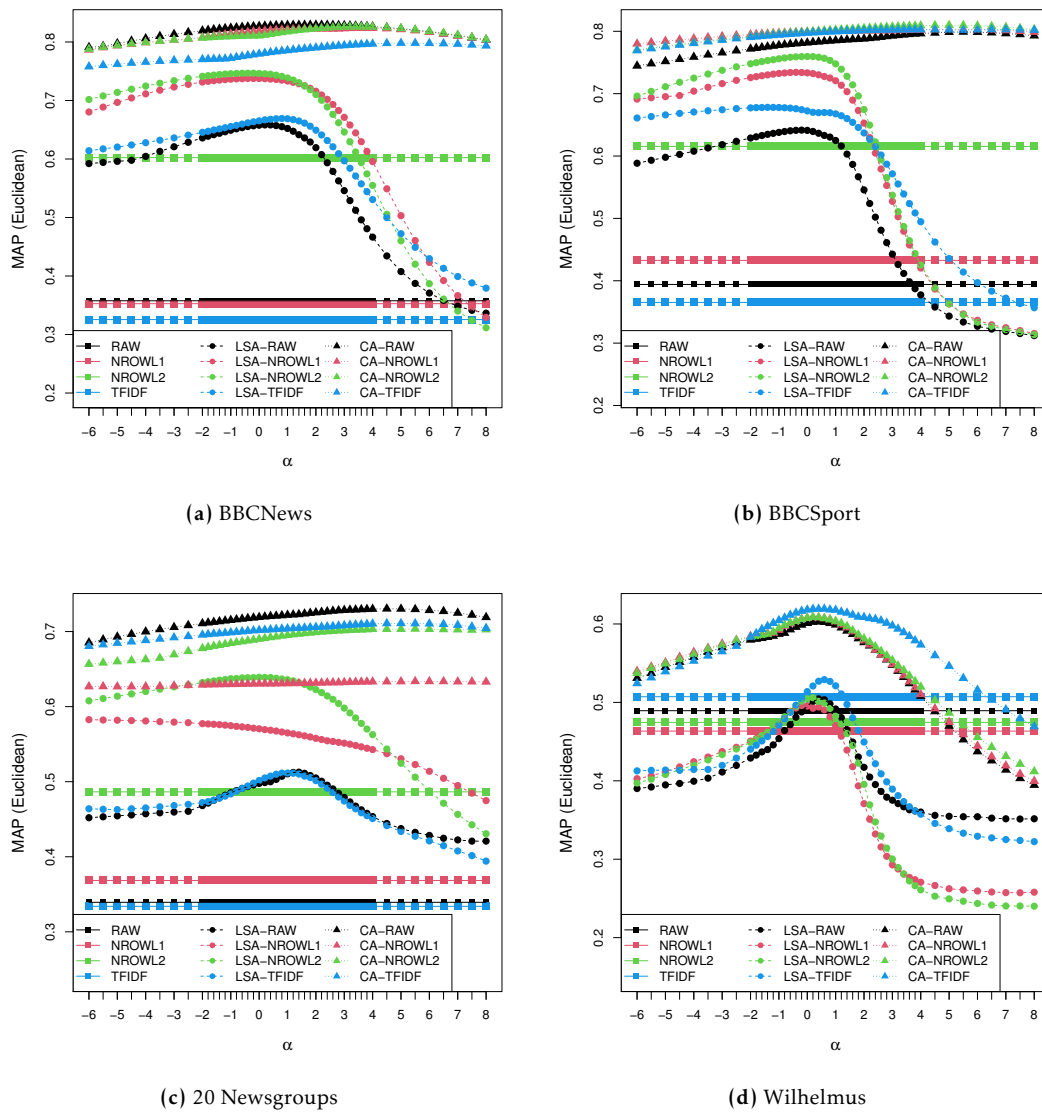 MAP (Euclidean)
0.8
0.7
0.6
0.5
0.4
0.3
0.2
RAW LSA−RAW CA−RAW
NROWL1 LSA−NROWL1 CA−NROWL1
NROWL2 LSA−NROWL2 CA−NROWL2
TFIDF LSA−TFIDF CA−TFIDF
−6 −5 −4 −3 −2 −1 0 1 2 3 4 5 6 7 8
α
(a) BBCNews
MAP (Euclidean)
0.8
0.7
0.6
0.5
0.4
0.3
0.2
RAW LSA−RAW CA−RAW
NROWL1 LSA−NROWL1 CA−NROWL1
NROWL2 LSA−NROWL2 CA−NROWL2
TFIDF LSA−TFIDF CA−TFIDF
−6 −5 −4 −3 −2 −1 0 1 2 3 4 5 6 7 8
α
(b) BBCSport
MAP (Euclidean)
0.7
0.6
0.5
0.4
0.3
RAW LSA−RAW CA−RAW
NROWL1 LSA−NROWL1 CA−NROWL1
NROWL2 LSA−NROWL2 CA−NROWL2
TFIDF LSA−TFIDF CA−TFIDF
−6 −5 −4 −3 −2 −1 0 1 2 3 4 5 6 7 8
α
(c) 20 Newsgroups
MAP (Euclidean)
0.6
0.5
0.4
0.3
0.2
RAW LSA−RAW CA−RAW
NROWL1 LSA−NROWL1 CA−NROWL1
NROWL2 LSA−NROWL2 CA−NROWL2
TFIDF LSA−TFIDF CA−TFIDF
−6 −5 −4 −3 −2 −1 0 1 2 3 4 5 6 7 8
α
(d) Wilhelmus